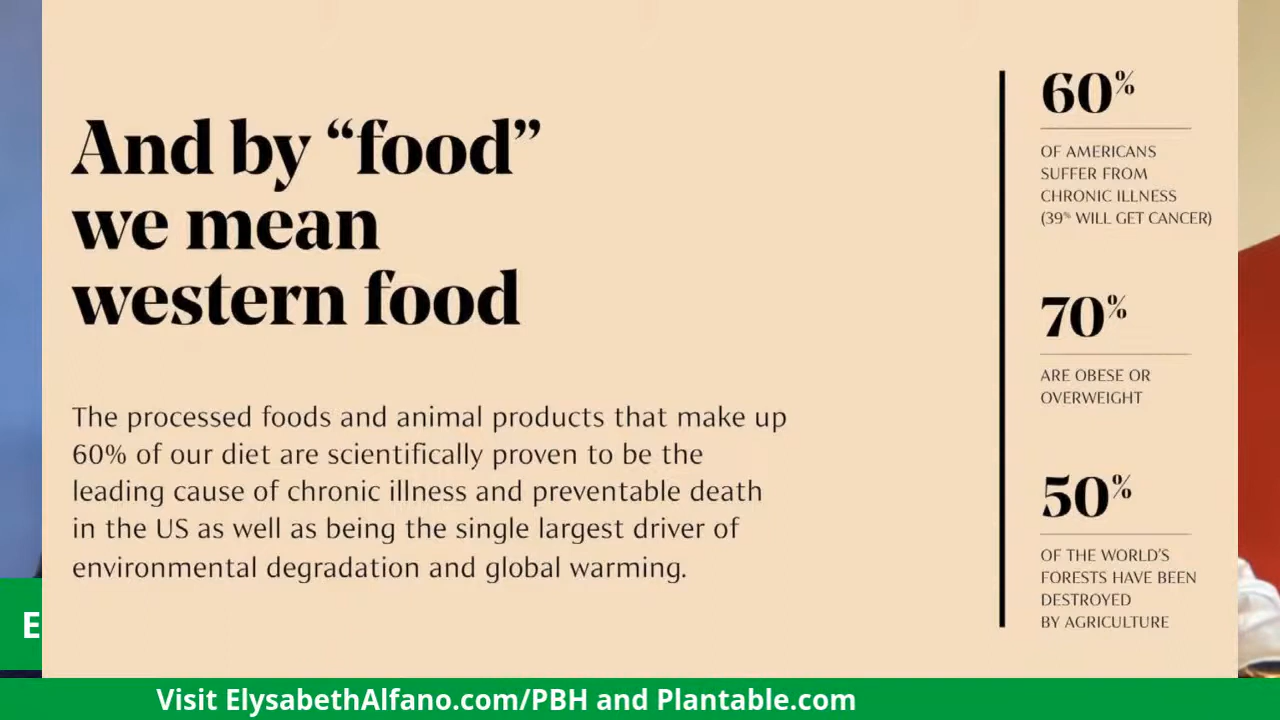 And by “food”
we mean
western food
The processed foods and animal products that make up
60% of our diet are scientifically proven to be the
leading cause of chronic illness and preventable death
in the US as well as being the single largest driver of
environmental degradation and global warming.
60%
OF AMERICANS
SUFFER FROM
CHRONIC ILLNESS
(39% WILL GET CANCER)
70%
ARE OBESE OR
OVERWEIGHT
50%
OF THE WORLD’S
FORESTS HAVE BEEN
DESTROYED
BY AGRICULTURE
E
Visit ElysabethAlfano.com/PBH and Plantable.com